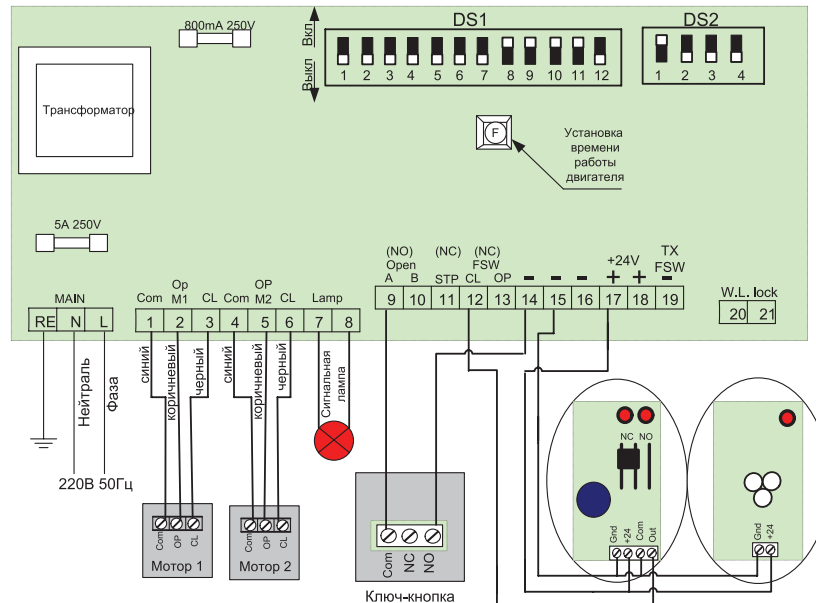 800mA 250V
Вкл
Выкл
DS1
1 2 3 4 5 6 7 8 9 10 11 12
DS2
1 2 3 4
Трансформатор
F
Установка
времени
работы
двигателя
5A 250V
MAIN
RE N L
Op OP
Com M1 CL Com M2 CL Lamp
1 2 3 4 5 6 7 8
(NO) (NC) (NC)
Open FSW
A B STP CL OP - - -
+24V
+ +
TX
FSW
-
9 10 11 12 13 14 15 16 17 18 19
W.L. lock
20 21
Нейтраль
Фаза
220В 50Гц
синий
коричневый
черный
синий
коричневый
черный
Сигнальная
лампа
Com OP CL
Мотор 1
Com OP CL
Мотор 2
Com NC NO
Ключ-кнопка
NC NO
Gnd +24 Com Out
Gnd +24